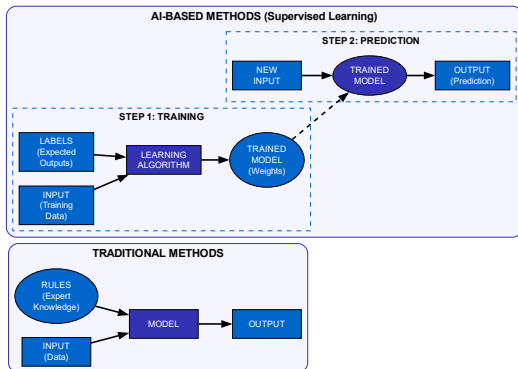 AI-BASED METHODS (Supervised Learning)
STEP 2: PREDICTION
NEW
INPUT
TRAINED
MODEL
OUTPUT
(Prediction)
STEP 1: TRAINING
LABELS
(Expected
Outputs)
LEARNING
ALGORITHM
TRAINED
MODEL
(Weights)
INPUT
(Training
Data)
TRADITIONAL METHODS
RULES
(Expert
Knowledge)
MODEL
OUTPUT
INPUT
(Data)